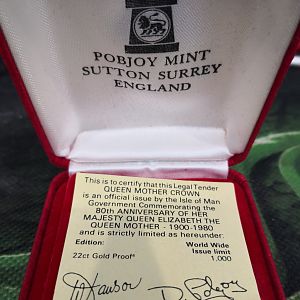 POBJOY MINT
SUTTON SURREY
ENGLAND
This is to certify that this Legal Tender
QUEEN MOTHER CROWN
is an official issue by the Isle of Man
Government Commemorating the
80th ANNIVERSARY OF HER
MAJESTY QUEEN ELIZABETH THE
QUEEN MOTHER - 1900-1980
and is strictly limited as hereunder:
Edition: World Wide
Issue limit
22ct Gold Proof 1,000